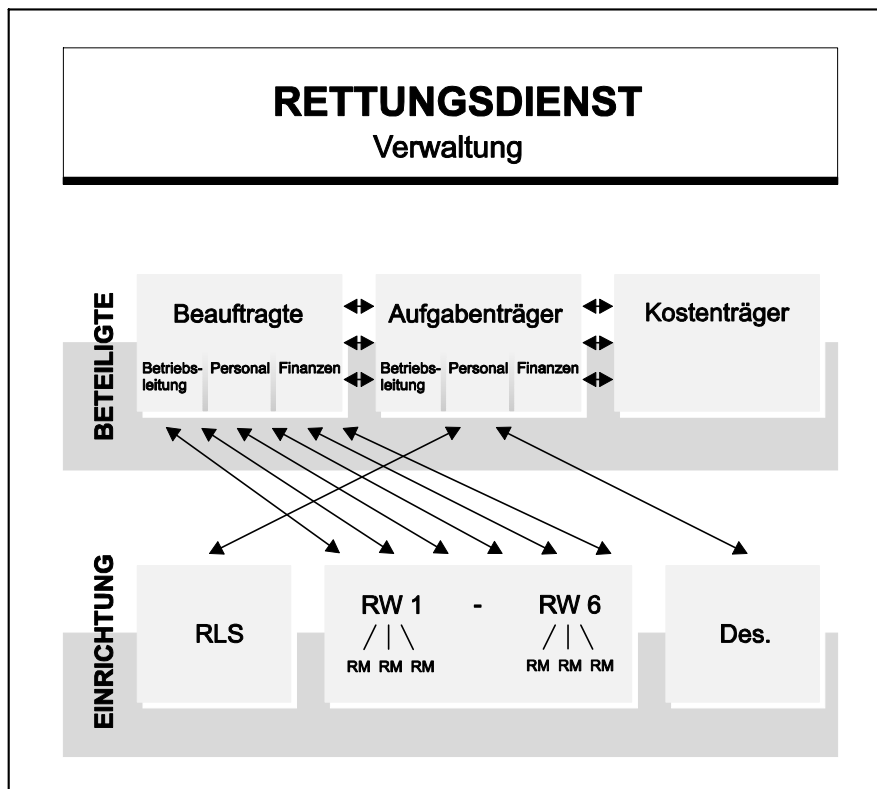 RETTUNGSDIENST
Verwaltung
BETEILIGTE
Beauftragte
Betriebs-
leitung
Personal
Finanzen
Aufgabenträger
Betriebs-
leitung
Personal
Finanzen
Kostenträger
EINRICHTUNG
RLS
RW 1 - RW 6
RM RM RM RM RM RM
Des.